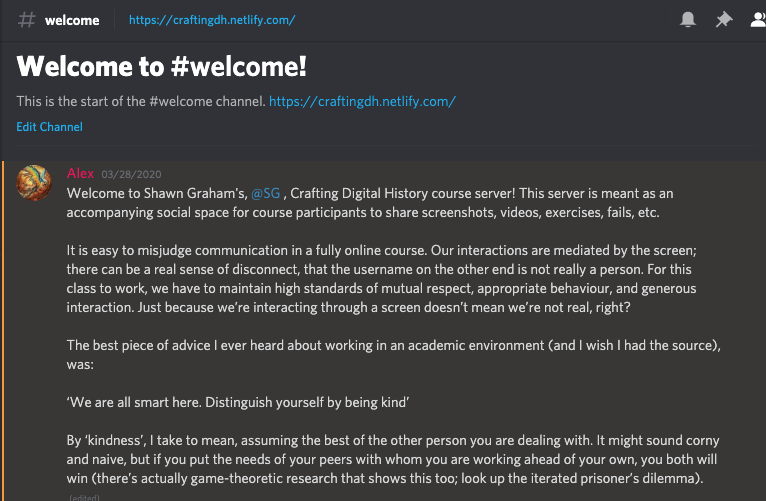 # welcome https://craftingdh.netlify.com/
Welcome to #welcome!
This is the start of the #welcome channel. https://craftingdh.netlify.com/
Edit Channel
Alex 03/28/2020
Welcome to Shawn Graham's, @SG , Crafting Digital History course server! This server is meant as an
accompanying social space for course participants to share screenshots, videos, exercises, fails, etc.
It is easy to misjudge communication in a fully online course. Our interactions are mediated by the screen;
there can be a real sense of disconnect, that the username on the other end is not really a person. For this
class to work, we have to maintain high standards of mutual respect, appropriate behaviour, and generous
interaction. Just because we're interacting through a screen doesn't mean we're not real, right?
The best piece of advice I ever heard about working in an academic environment (and I wish I had the source),
was:
‘We are all smart here. Distinguish yourself by being kind’
By ‘kindness’, I take to mean, assuming the best of the other person you are dealing with. It might sound corny
and naive, but if you put the needs of your peers with whom you are working ahead of your own, you both will
win (there's actually game-theoretic research that shows this too; look up the iterated prisoner's dilemma).
(edited)